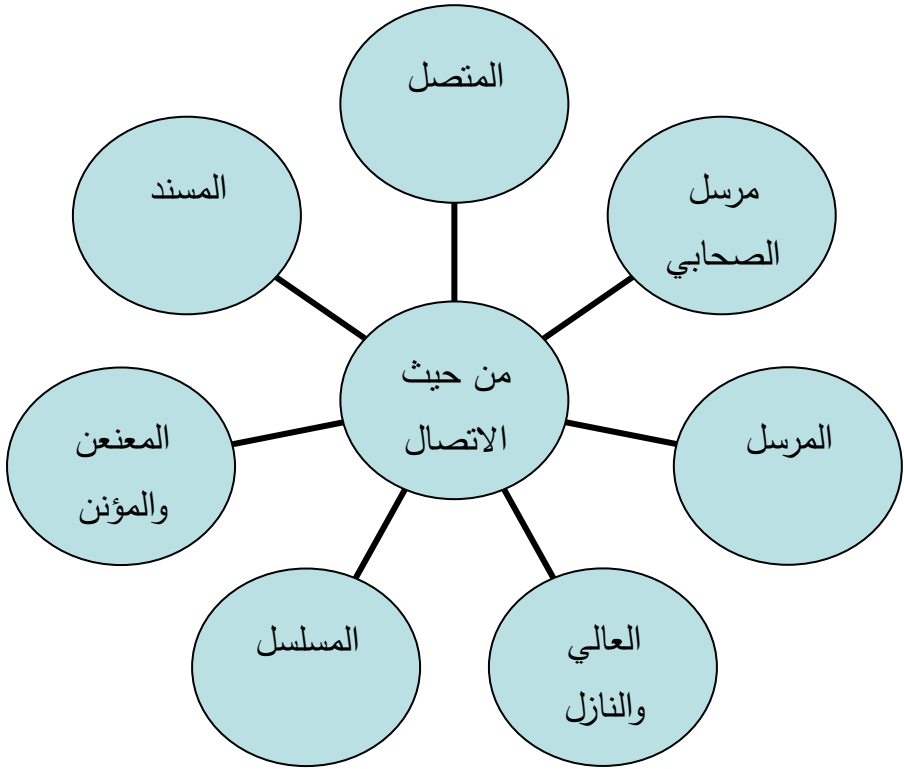 المتصل
مرسل
الصحابي
المسند
من حيث
الاتصال
المرسل
المعنعن
والمؤنن
العالي
والنازل
المسلسل